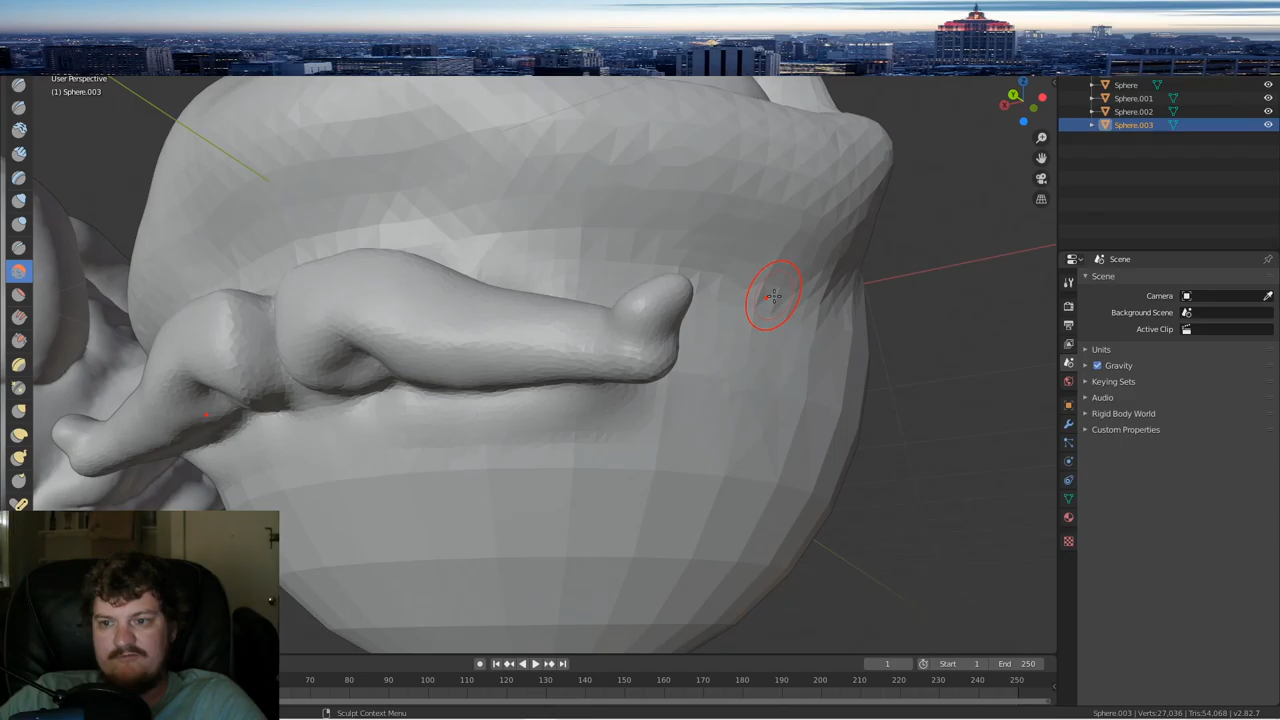 User Perspective
(1) Sphere.003
Sphere
Sphere.001
Sphere.002
Sphere.003
Z
Y
X
Scene
Scene
Camera
Background Scene
Active Clip
Units
Gravity
Keying Sets
Audio
Rigid Body World
Custom Properties
1
Start 1
End 250
70 80 90 100 110 120 130 140 150 160 170 180 190 200 210 220 230 240 250
Sculpt Context Menu
Sphere.003 | Verts:27,036 | Tris:54,068 | v2.82.7